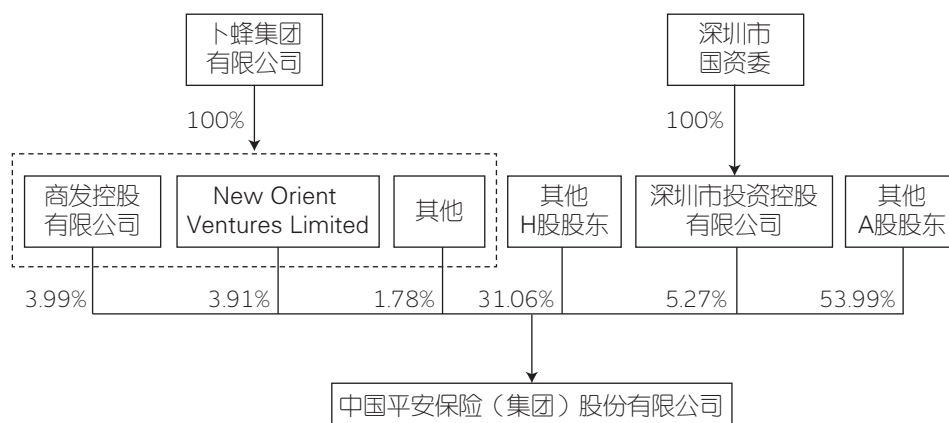 卜蜂集团
有限公司
深圳市
国资委
100%
100%
商发控股
有限公司
New Orient
Ventures Limited
其他
其他
H股股东
深圳市投资控股
有限公司
其他
A股股东
3.99%
3.91%
1.78%
31.06%
5.27%
53.99%
中国平安保险（集团）股份有限公司